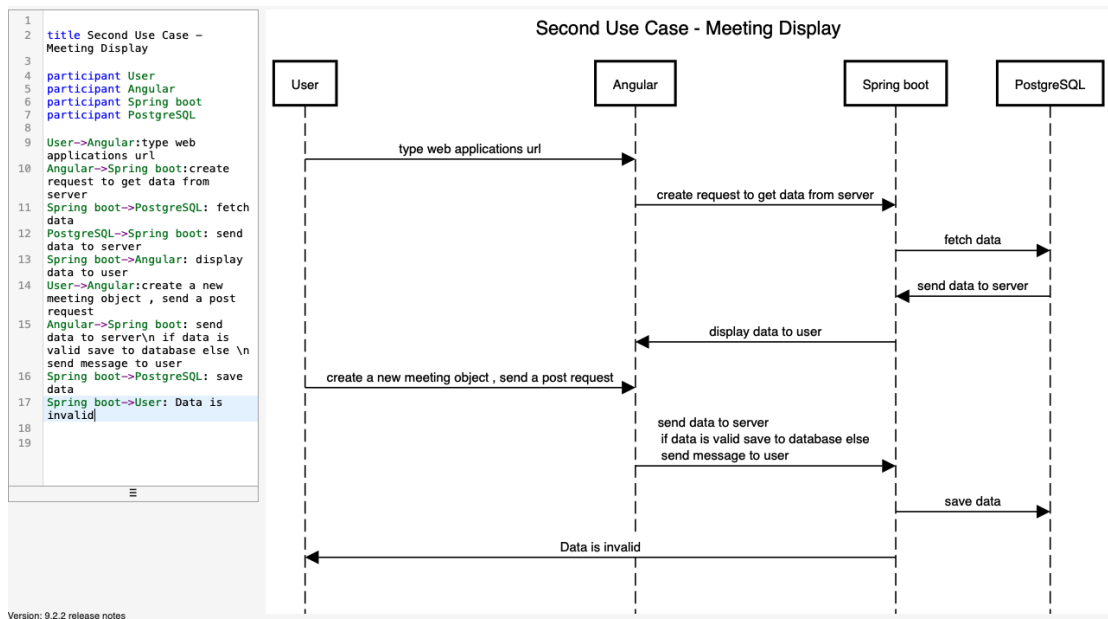 1
2 title Second Use Case –
Meeting Display
3
4 participant User
5 participant Angular
6 participant Spring boot
7 participant PostgreSQL
8
9 User->Angular:type web
applications url
10 Angular->Spring boot:create
request to get data from
server
11 Spring boot->PostgreSQL: fetch
data
12 PostgreSQL->Spring boot: send
data to server
13 Spring boot->Angular: display
data to user
14 User->Angular:create a new
meeting object , send a post
request
15 Angular->Spring boot: send
data to server\n if data is
valid save to database else \n
send message to user
16 Spring boot->PostgreSQL: save
data
17 Spring boot->User: Data is
invalid
18
19
Version: 9.2.2 release notes
Second Use Case - Meeting Display
User
Angular
Spring boot
PostgreSQL
type web applications url
create request to get data from server
fetch data
send data to server
display data to user
create a new meeting object , send a post request
send data to server
if data is valid save to database else
send message to user
save data
Data is invalid